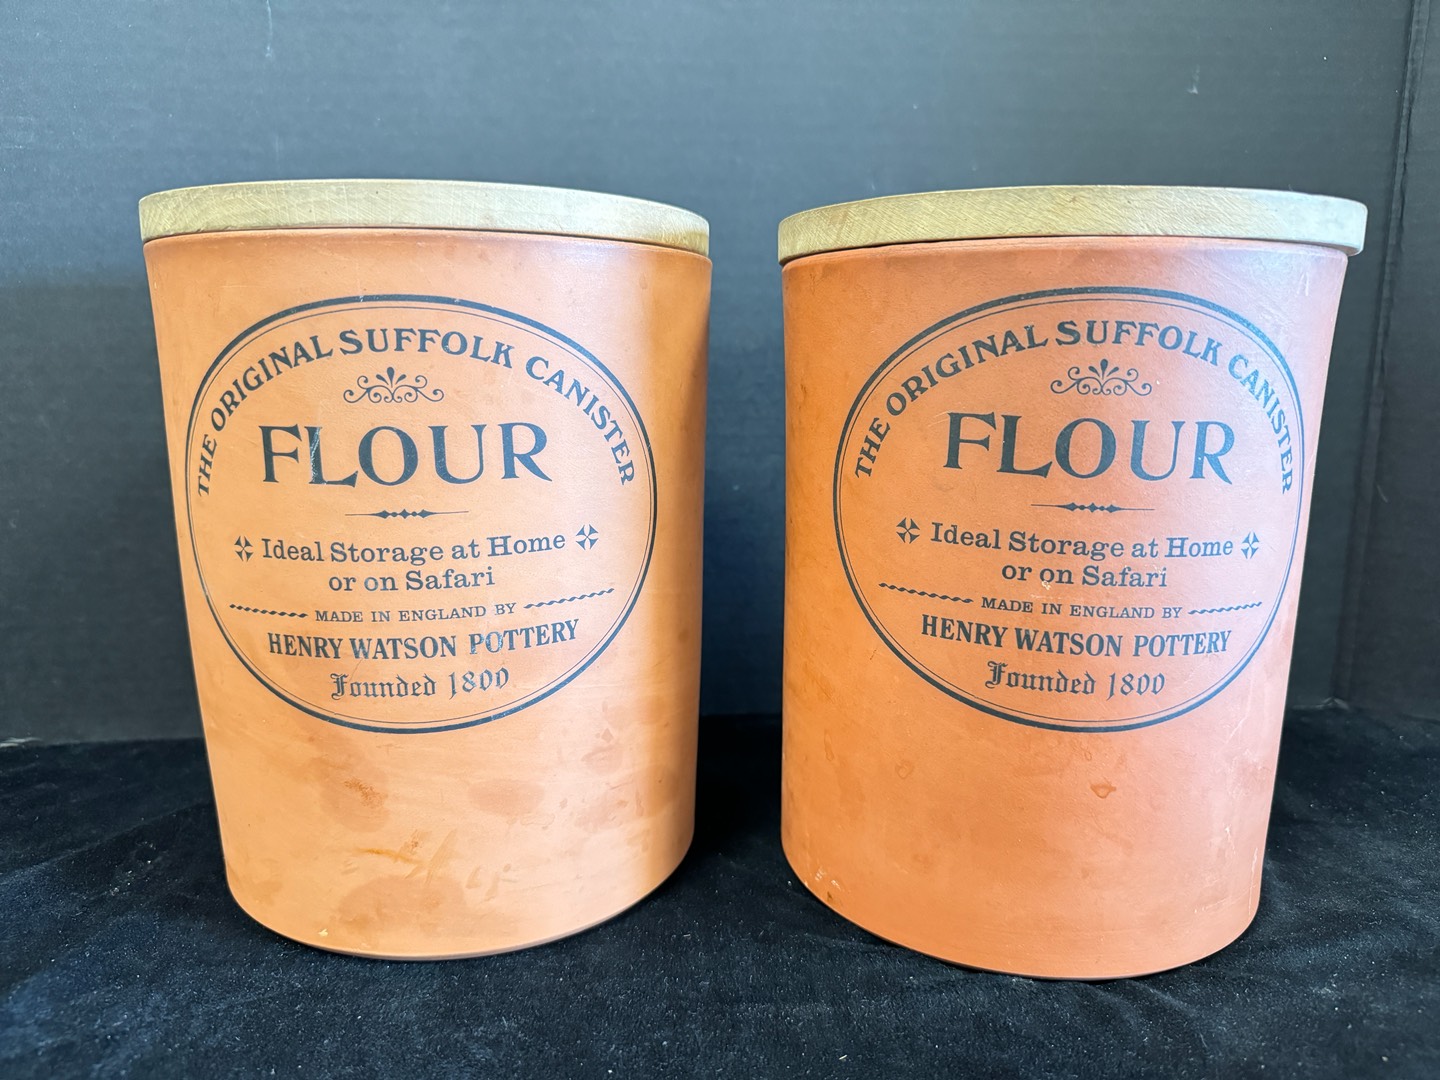 THE ORIGINAL SUFFOLK CANISTER
FLOUR
Ideal Storage at Home
or on Safari
MADE IN ENGLAND BY
HENRY WATSON POTTERY
Founded 1800
THE ORIGINAL SUFFOLK CANISTER
FLOUR
Ideal Storage at Home
or on Safari
MADE IN ENGLAND BY
HENRY WATSON POTTERY
Founded 1800